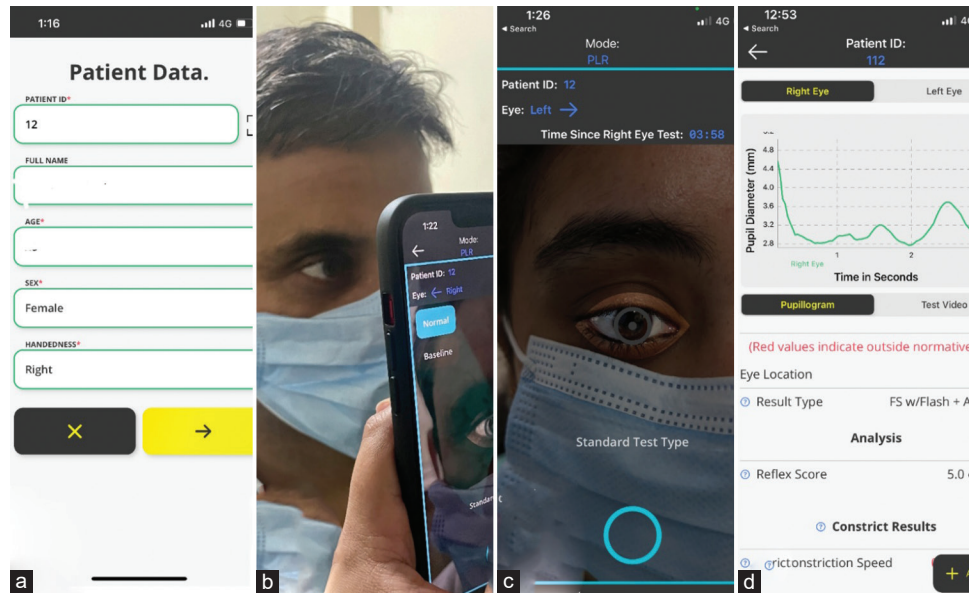 1:16
4G
Patient Data.
PATIENT ID*
12
FULL NAME
AGE*
SEX*
Female
HANDEDNESS*
Right
a
1:22
Mode:
PLR
Patient ID: 12
Eye: ← Right
Normal
Baseline
b
1:26
4G
◄ Search
Mode:
PLR
Patient ID: 12
Eye: Left →
Time Since Right Eye Test: 03:58
Standard Test Type
c
12:53
◄ Search
Patient ID:
112
Right Eye
Left Eye
Pupil Diameter (mm)
4.8
4.4
4.0
3.6
3.2
2.8
1
2
Right Eye
Time in Seconds
Pupillogram
Test Video
(Red values indicate outside normative
Eye Location
Result Type
FS w/Flash + A
Analysis
Reflex Score
5.0
Constrict Results
Speed
d